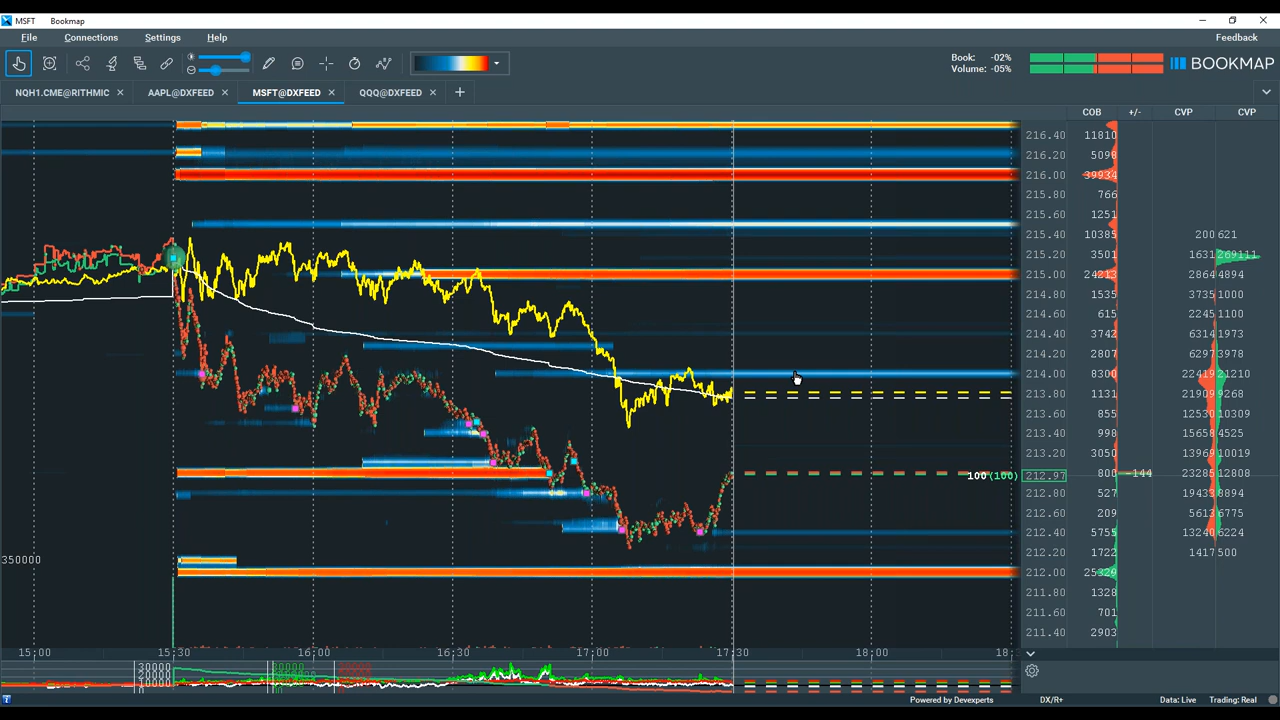 MSFT Bookmap
File Connections Settings Help Feedback
Book: -02%
Volume: -05%
BOOKMAP
NQH1.CME@RITHMIC AAPL@DXFEED MSFT@DXFEED QQQ@DXFEED
COB +/- CVP CVP
216.40 11810
216.20 5098
216.00 39934
215.80 766
215.60 1251
215.40 10385 200 621
215.20 3501 1631 269111
215.00 24213 2864 4894
214.80 1535 3735 1000
214.60 615 2245 1100
214.40 3742 6314 1973
214.20 2807 6297 3978
214.00 8300 22419 21210
213.80 1131 21909 9268
213.60 855 12530 10309
213.40 998 15658 4525
213.20 3050 13969 10019
100 (100) 212.97 800 -144 23285 12808
212.80 527 19433 8894
212.60 209 5613 6775
212.40 5755 13240 6224
350000 212.20 1722 1417 500
212.00 25329
211.80 1328
211.60 701
211.40 2903
15:00 15:30 16:00 16:30 17:00 17:30 18:00 18:
30000 20000 20000
10000
Powered by Devexperts DX/R+ Data: Live Trading: Real